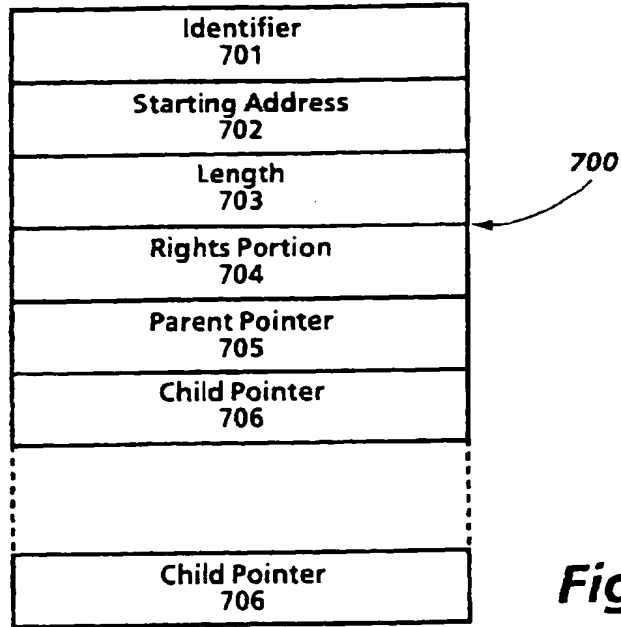 Identifier
701
Starting Address
702
Length
703
700
Rights Portion
704
Parent Pointer
705
Child Pointer
706
Child Pointer
706
Fig